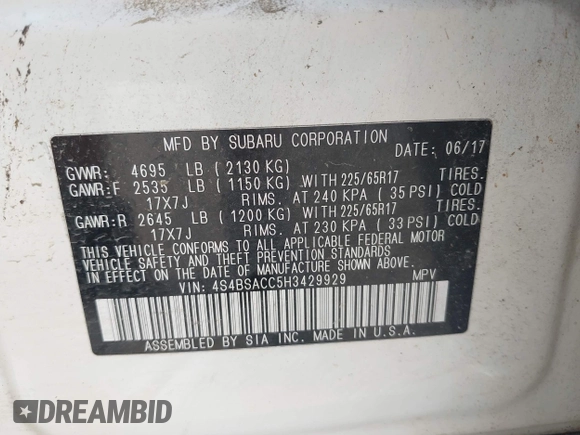 MFD BY SUBARU CORPORATION DATE: 06/17
GVWR: 4695 LB (2130 KG)
GAWR:F 2535 LB (1150 KG) WITH 225/65R17 TIRES.
17X7J RIMS. AT 240 KPA (35 PSI) COLD
GAWR:R 2645 LB (1200 KG) WITH 225/65R17 TIRES.
17X7J RIMS. AT 230 KPA (33 PSI) COLD
THIS VEHICLE CONFORMS TO ALL APPLICABLE FEDERAL MOTOR
VEHICLE SAFETY AND THEFT PREVENTION STANDARDS
IN EFFECT ON THE DATE OF MANUFACTURE SHOWN ABOVE.
VIN: 4S4BSACC5H3429929 MPV
ASSEMBLED BY SIA INC. MADE IN U.S.A.
DREAMBID
dreambid.com